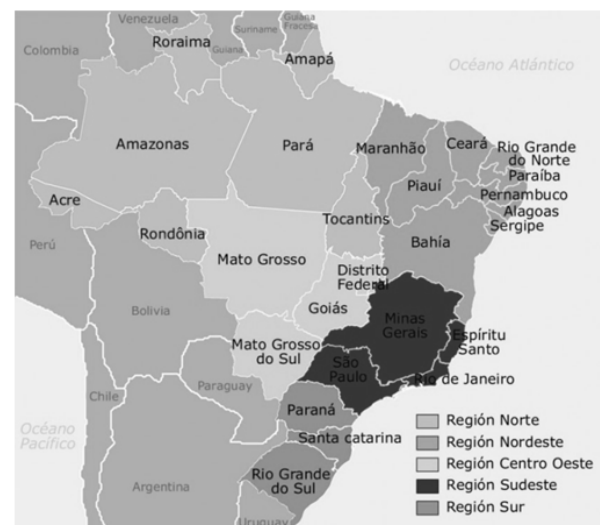 Venezuela
Guiana
Fracesa
Suriname
Colombia
Roraima
Guiana
Amapá
Océano Atlántico
Amazonas
Pará
Maranhão
Ceará
Rio Grande
do Norte
Paraíba
Piauí
Pernambuco
Acre
Alagoas
Tocantins
Sergipe
Rondônia
Bahía
Perú
Mato Grosso
Distrito
Federal
Goiás
Bolivia
Minas
Gerais
Espíritu
Santo
Mato Grosso
do Sul
São
Paulo
Rio de Janeiro
Paraguay
Chile
Paraná
Océano
Pacífico
Santa catarina
Rio Grande
do Sul
Argentina
Uruguay
Región Norte
Región Nordeste
Región Centro Oeste
Región Sudeste
Región Sur